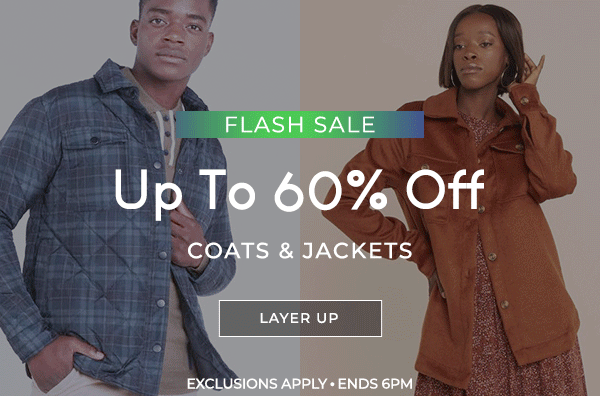 FLASH SALE
Up To 60% Off
COATS & JACKETS
LAYER UP
EXCLUSIONS APPLY • ENDS 6PM